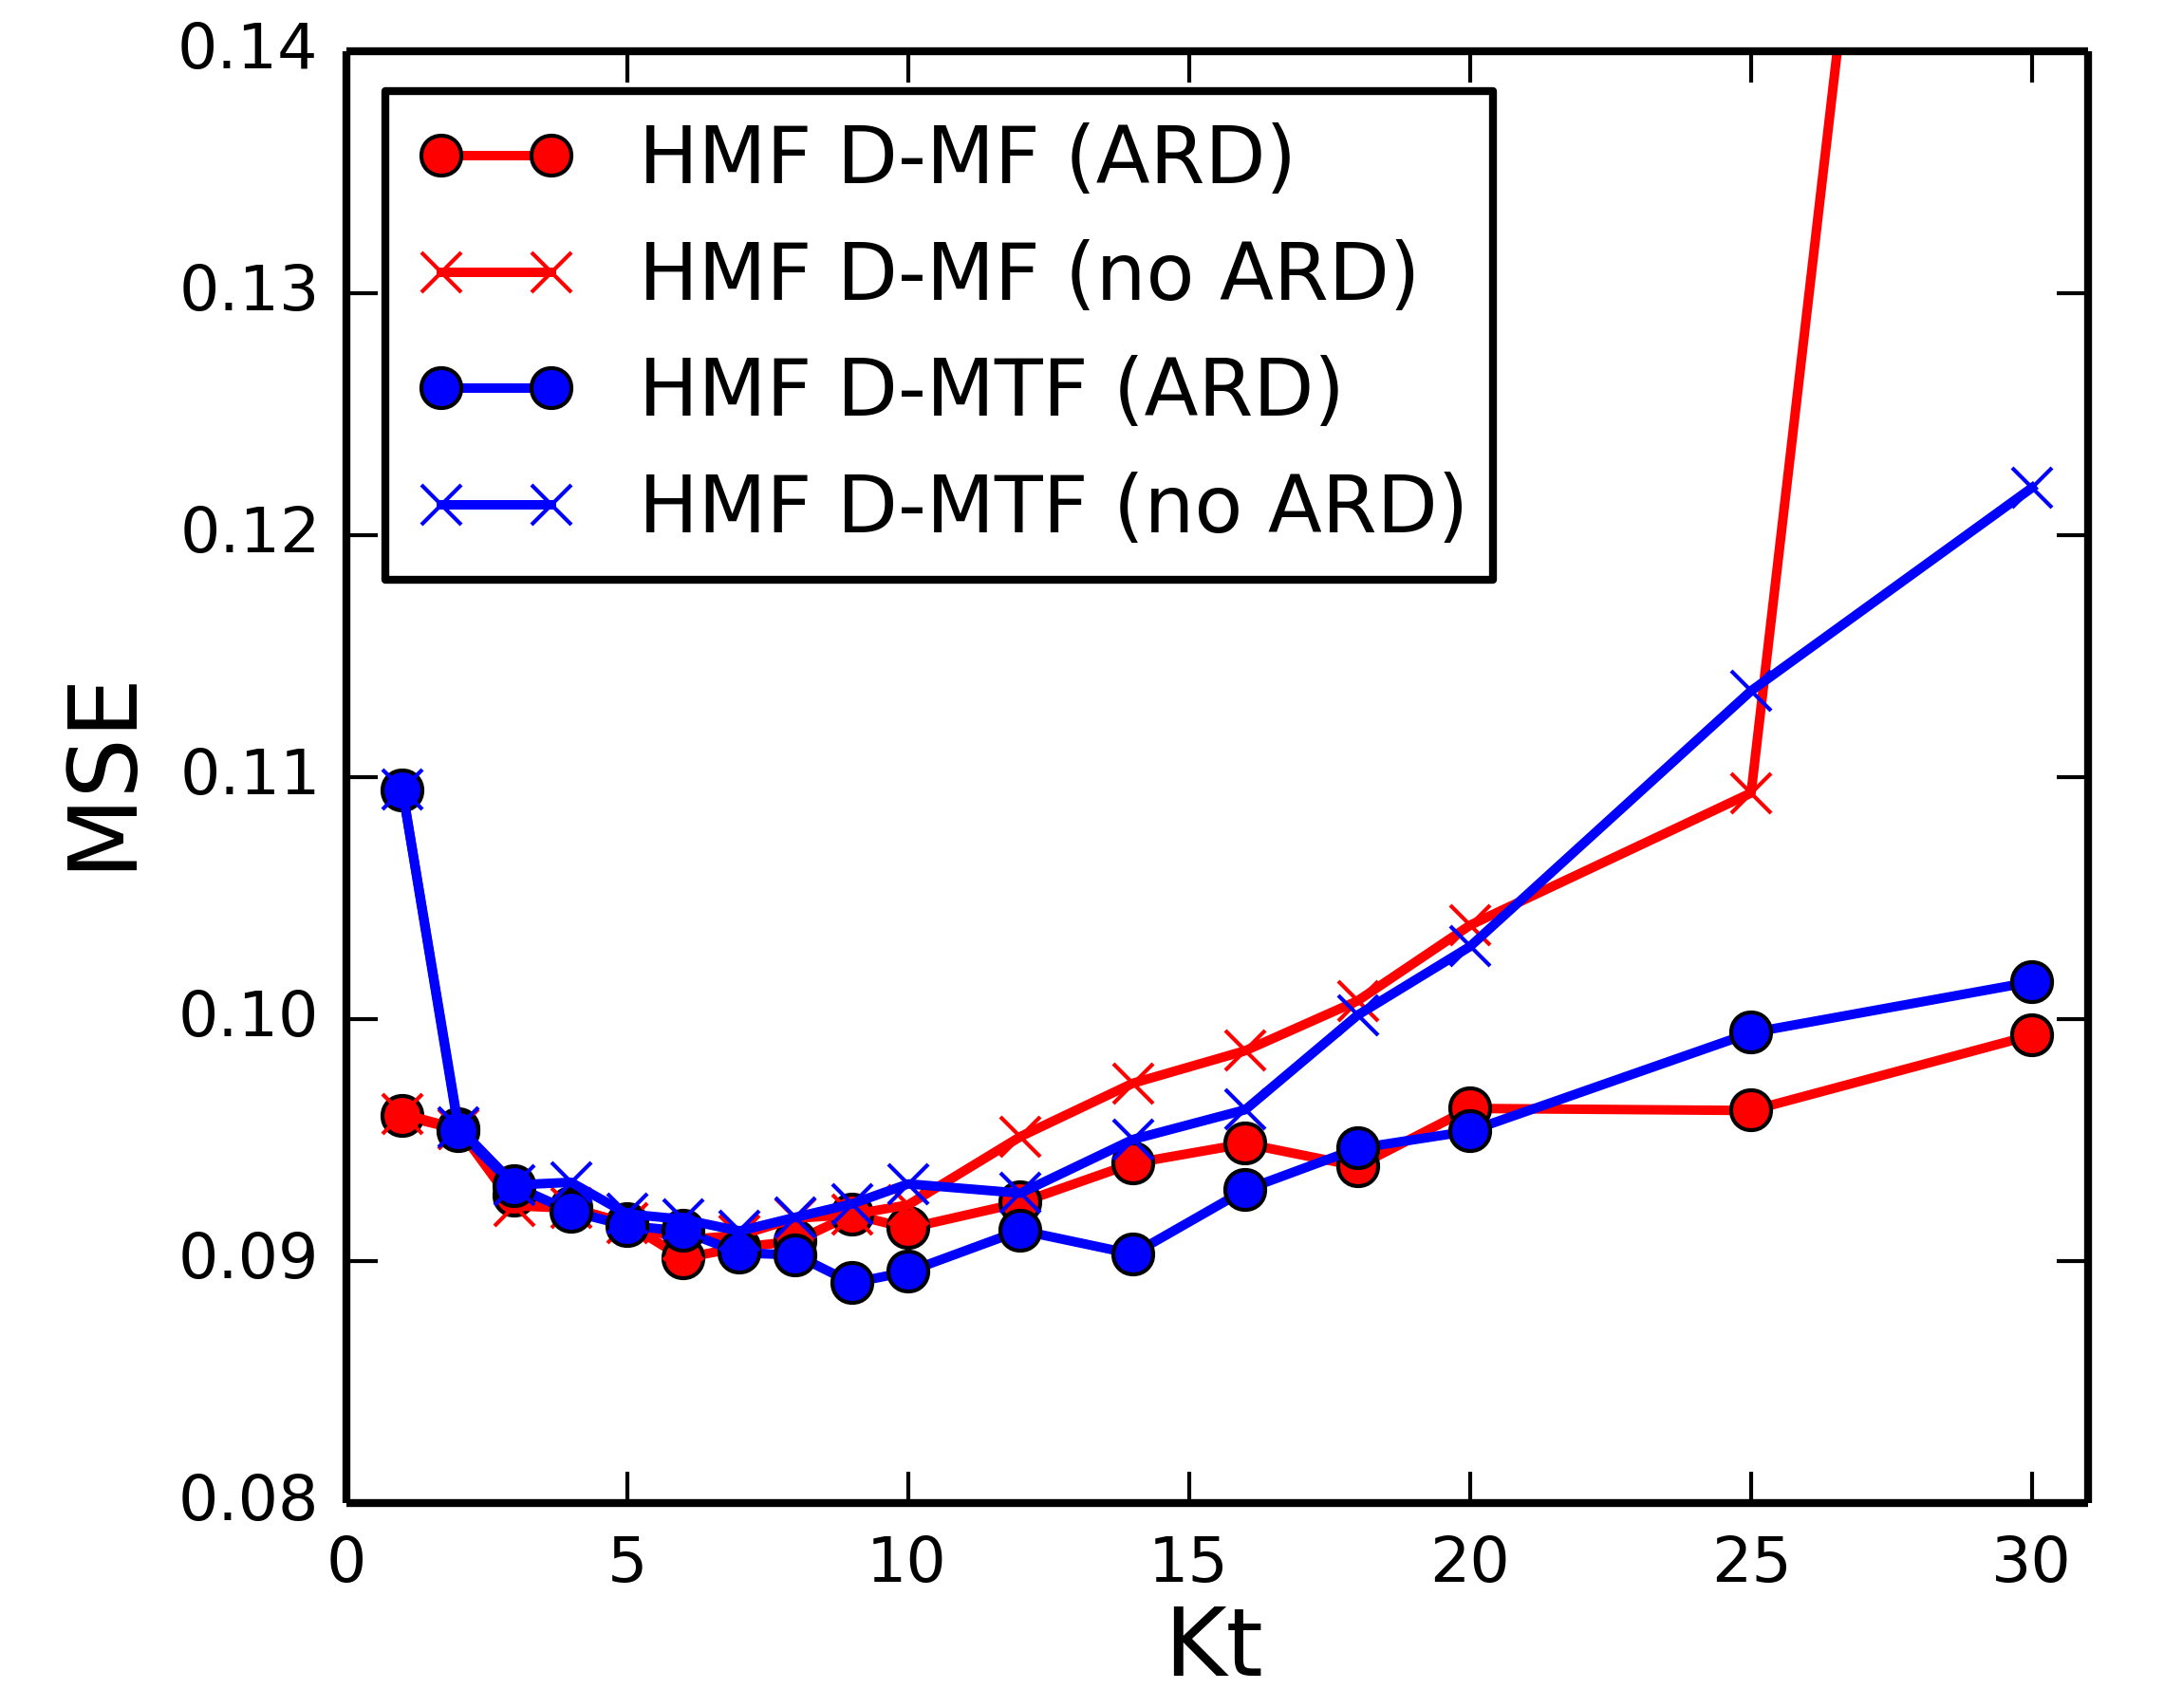 0.14
0.13
0.12
0.11
0.10
0.09
0.08
MSE
HMF D-MF (ARD)
HMF D-MF (no ARD)
HMF D-MTF (ARD)
HMF D-MTF (no ARD)
0 5 10 15 20 25 30
Kt